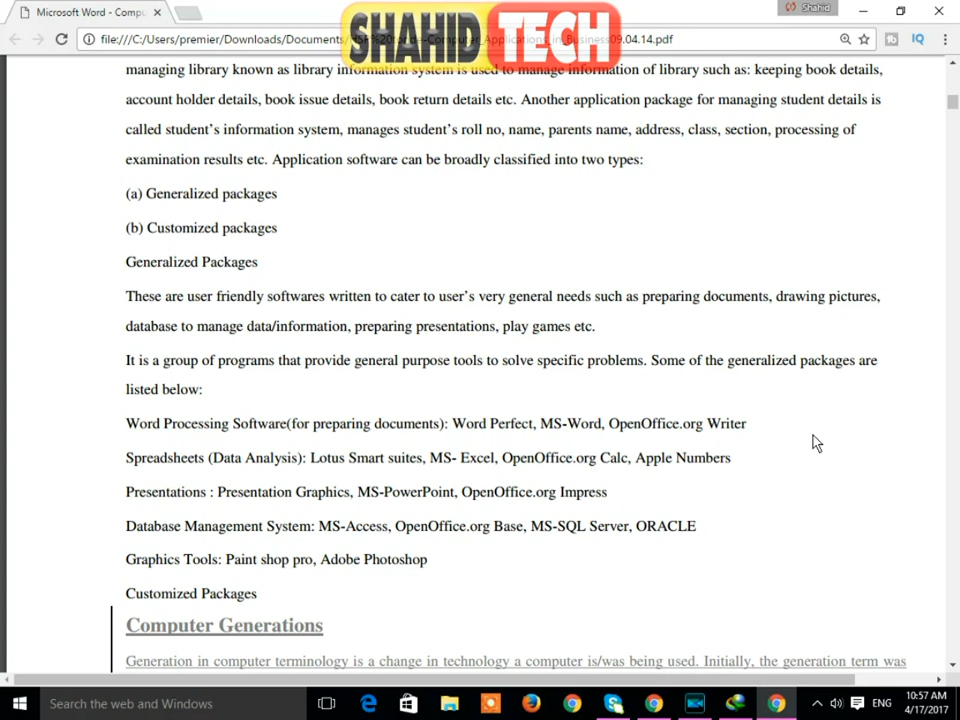 Microsoft Word - Compu
Shahid
SHAHID TECH
file:///C:/Users/premier/Downloads/Documents/
Computer_Applications_in_Business09.04.14.pdf
managing library known as library information system is used to manage information of library such as: keeping book details,
account holder details, book issue details, book return details etc. Another application package for managing student details is
called student's information system, manages student's roll no, name, parents name, address, class, section, processing of
examination results etc. Application software can be broadly classified into two types:
(a) Generalized packages
(b) Customized packages
Generalized Packages
These are user friendly softwares written to cater to user's very general needs such as preparing documents, drawing pictures,
database to manage data/information, preparing presentations, play games etc.
It is a group of programs that provide general purpose tools to solve specific problems. Some of the generalized packages are
listed below:
Word Processing Software(for preparing documents): Word Perfect, MS-Word, OpenOffice.org Writer
Spreadsheets (Data Analysis): Lotus Smart suites, MS- Excel, OpenOffice.org Calc, Apple Numbers
Presentations : Presentation Graphics, MS-PowerPoint, OpenOffice.org Impress
Database Management System: MS-Access, OpenOffice.org Base, MS-SQL Server, ORACLE
Graphics Tools: Paint shop pro, Adobe Photoshop
Customized Packages
Computer Generations
Generation in computer terminology is a change in technology a computer is/was being used. Initially, the generation term was
Search the web and Windows
ENG
10:57 AM
4/17/2017